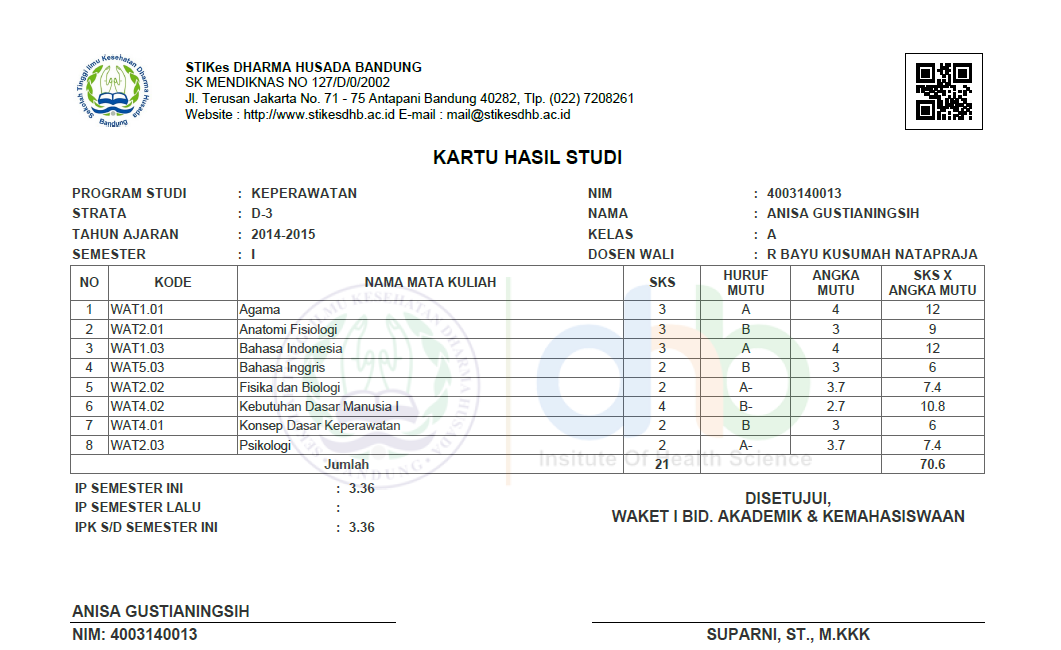 Sekolah Tinggi Ilmu Kesehatan Dharma Husada
Bandung
STIKes DHARMA HUSADA BANDUNG
SK MENDIKNAS NO 127/D/0/2002
Jl. Terusan Jakarta No. 71 - 75 Antapani Bandung 40282, Tlp. (022) 7208261
Website : http://www.stikesdhb.ac.id E-mail : mail@stikesdhb.ac.id
KARTU HASIL STUDI
PROGRAM STUDI : KEPERAWATAN NIM : 4003140013
STRATA : D-3 NAMA : ANISA GUSTIANINGSIH
TAHUN AJARAN : 2014-2015 KELAS : A
SEMESTER : I DOSEN WALI : R BAYU KUSUMAH NATAPRAJA
NO KODE NAMA MATA KULIAH SKS HURUF MUTU ANGKA MUTU SKS X ANGKA MUTU
1 WAT1.01 Agama 3 A 4 12
2 WAT2.01 Anatomi Fisiologi 3 B 3 9
3 WAT1.03 Bahasa Indonesia 3 A 4 12
4 WAT5.03 Bahasa Inggris 2 B 3 6
5 WAT2.02 Fisika dan Biologi 2 A- 3.7 7.4
6 WAT4.02 Kebutuhan Dasar Manusia I 4 B- 2.7 10.8
7 WAT4.01 Konsep Dasar Keperawatan 2 B 3 6
8 WAT2.03 Psikologi 2 A- 3.7 7.4
Jumlah 21 70.6
dhb
Insitute Of Health Science
IP SEMESTER INI : 3.36
IP SEMESTER LALU :
IPK S/D SEMESTER INI : 3.36
DISETUJUI,
WAKET I BID. AKADEMIK & KEMAHASISWAAN
ANISA GUSTIANINGSIH
NIM: 4003140013
SUPARNI, ST., M.KKK